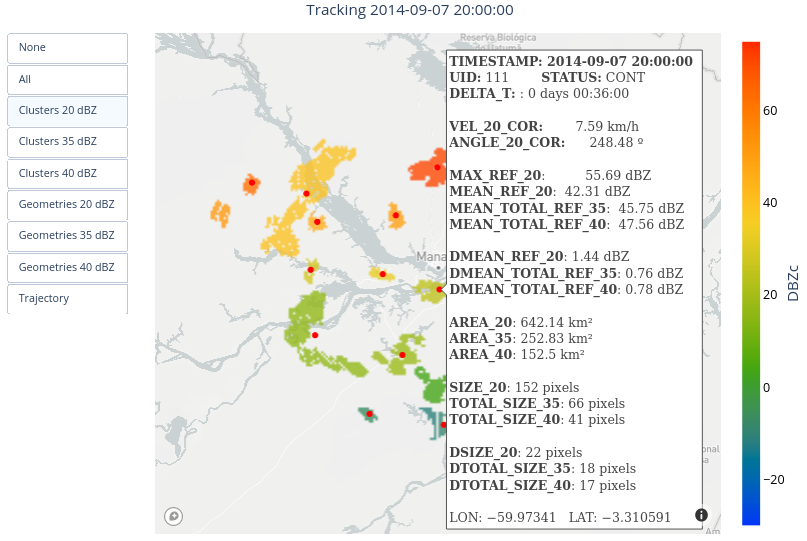 Tracking 2014-09-07 20:00:00
None
All
Clusters 20 dBZ
Clusters 35 dBZ
Clusters 40 dBZ
Geometries 20 dBZ
Geometries 35 dBZ
Geometries 40 dBZ
Trajectory
Reserva Biológica
Mana
TIMESTAMP: 2014-09-07 20:00:00
UID: 111 STATUS: CONT
DELTA_T: : 0 days 00:36:00
VEL_20_COR: 7.59 km/h
ANGLE_20_COR: 248.48 º
MAX_REF_20: 55.69 dBZ
MEAN_REF_20: 42.31 dBZ
MEAN_TOTAL_REF_35: 45.75 dBZ
MEAN_TOTAL_REF_40: 47.56 dBZ
DMEAN_REF_20: 1.44 dBZ
DMEAN_TOTAL_REF_35: 0.76 dBZ
DMEAN_TOTAL_REF_40: 0.78 dBZ
AREA_20: 642.14 km²
AREA_35: 252.83 km²
AREA_40: 152.5 km²
SIZE_20: 152 pixels
TOTAL_SIZE_35: 66 pixels
TOTAL_SIZE_40: 41 pixels
DSIZE_20: 22 pixels
DTOTAL_SIZE_35: 18 pixels
DTOTAL_SIZE_40: 17 pixels
LON: −59.97341 LAT: −3.310591
onal
Am
60
40
20
0
−20
DBZc